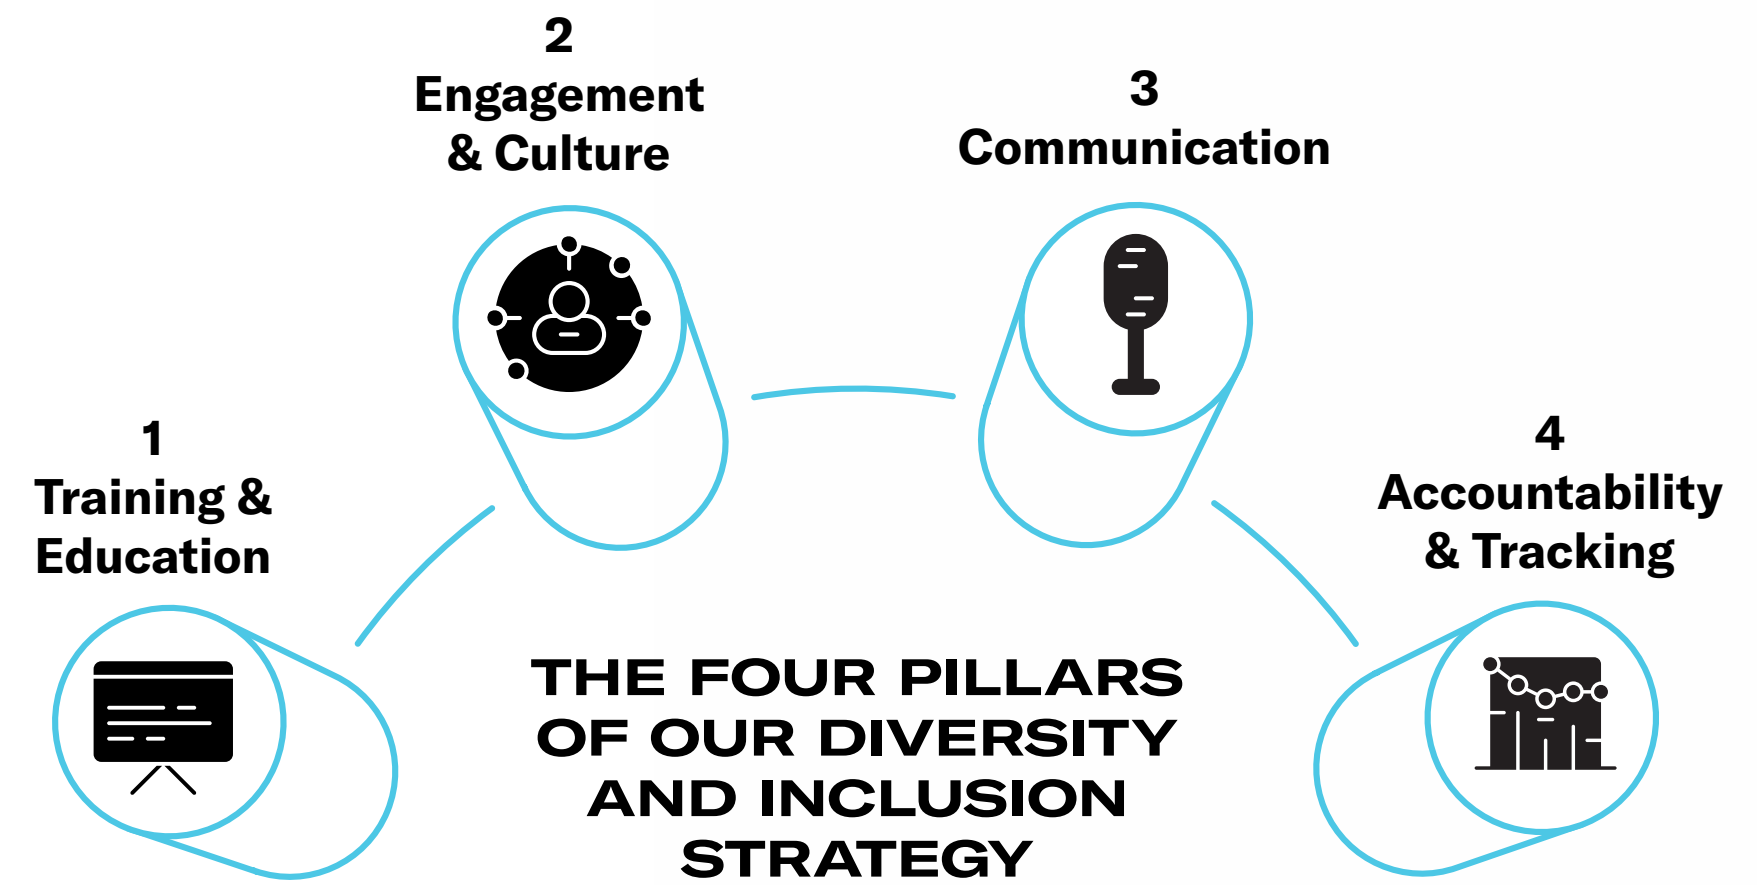 1
Training &
Education
2
Engagement
& Culture
3
Communication
4
Accountability
& Tracking
THE FOUR PILLARS
OF OUR DIVERSITY
AND INCLUSION
STRATEGY